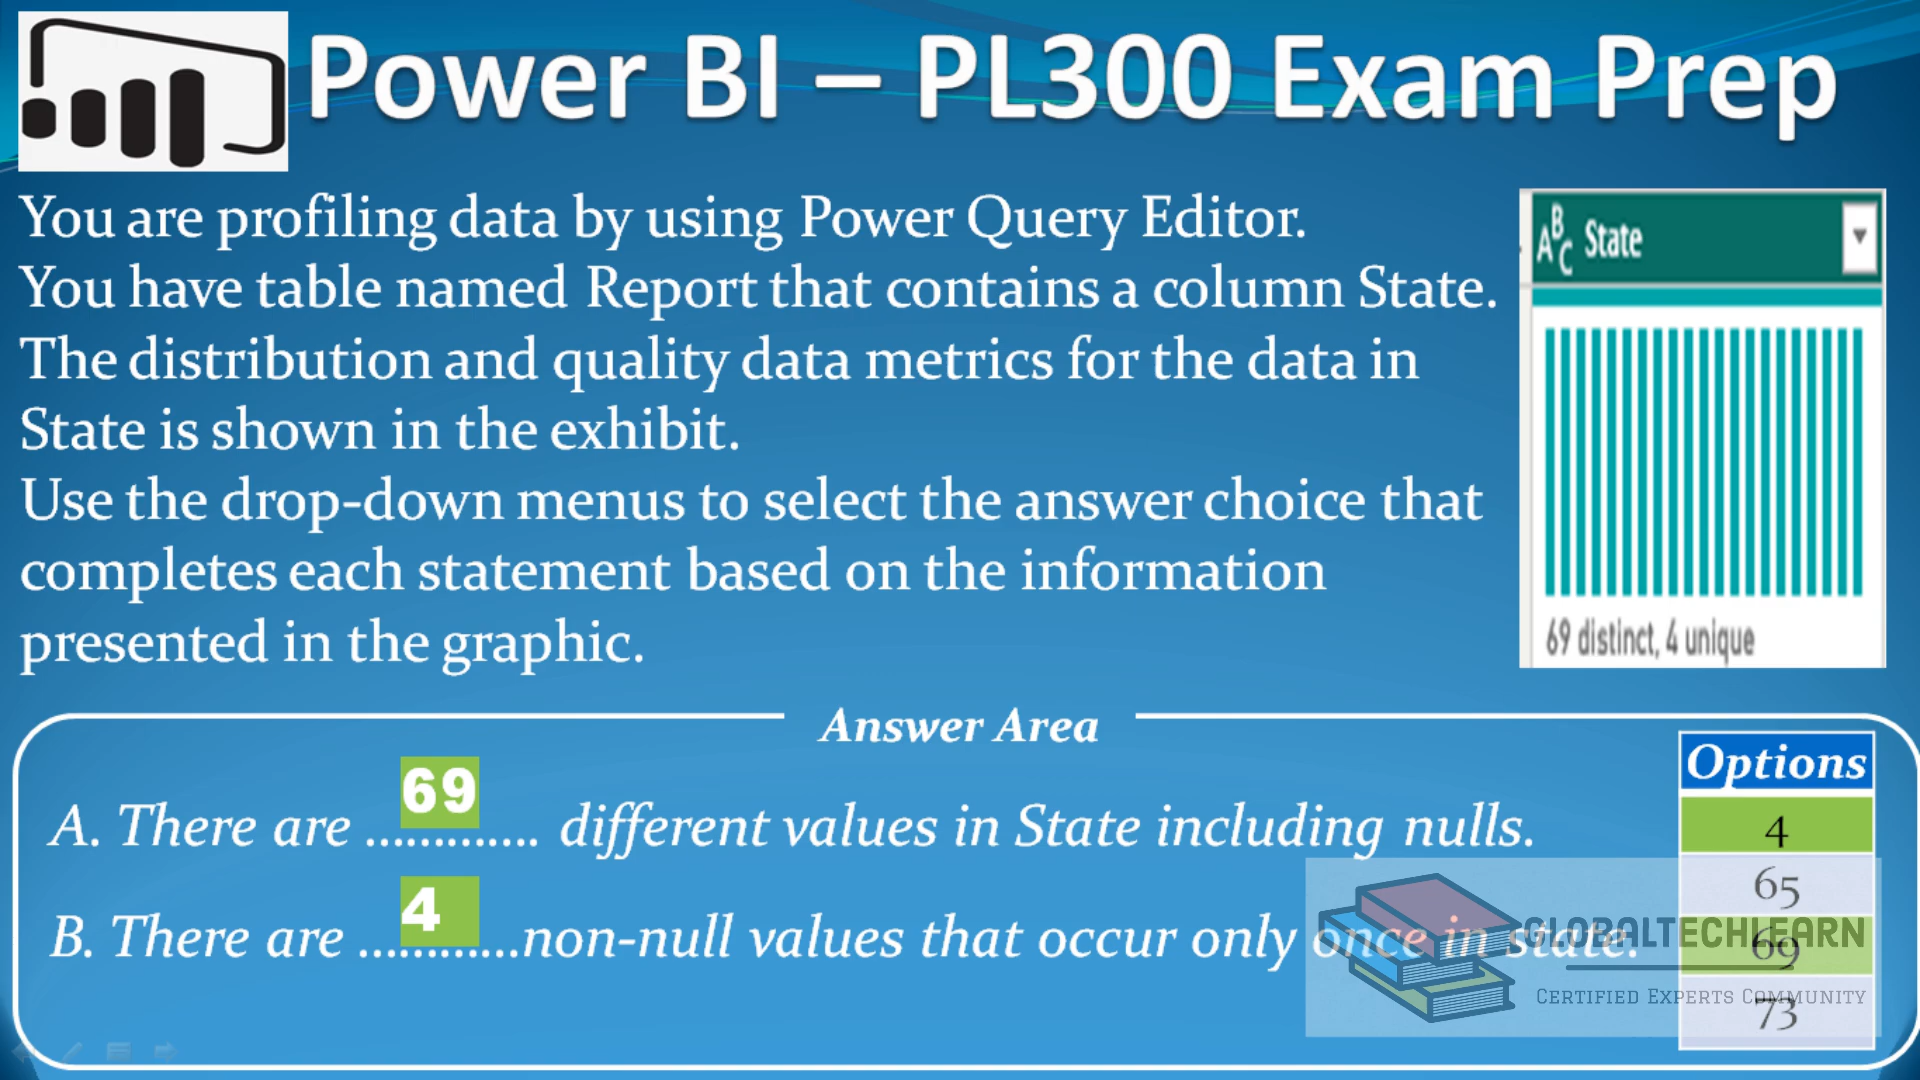 Power BI – PL300 Exam Prep
You are profiling data by using Power Query Editor.
You have table named Report that contains a column State.
The distribution and quality data metrics for the data in
State is shown in the exhibit.
Use the drop-down menus to select the answer choice that
completes each statement based on the information
presented in the graphic.
ABC State
69 distinct, 4 unique
Answer Area
Options
A. There are ............. different values in State including nulls.
69
B. There are ............non-null values that occur only once in state.
4
4
65
69
73
GLOBALTECHLEARN
CERTIFIED EXPERTS COMMUNITY